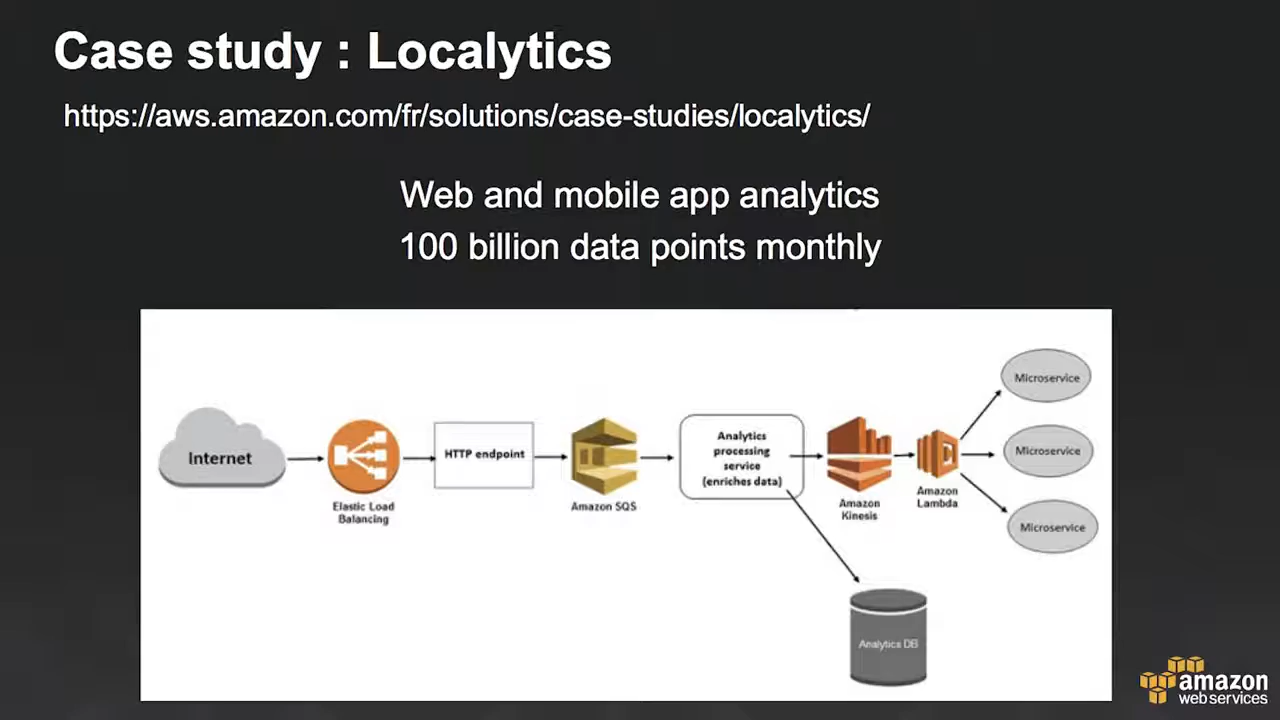 Case study : Localytics
https://aws.amazon.com/fr/solutions/case-studies/localytics/
Web and mobile app analytics
100 billion data points monthly
Internet
Elastic Load
Balancing
HTTP endpoint
Amazon SQS
Analytics
processing
service
(enriches data)
Amazon
Kinesis
Amazon
Lambda
Microservice
Microservice
Microservice
Analytics DB
amazon
web services